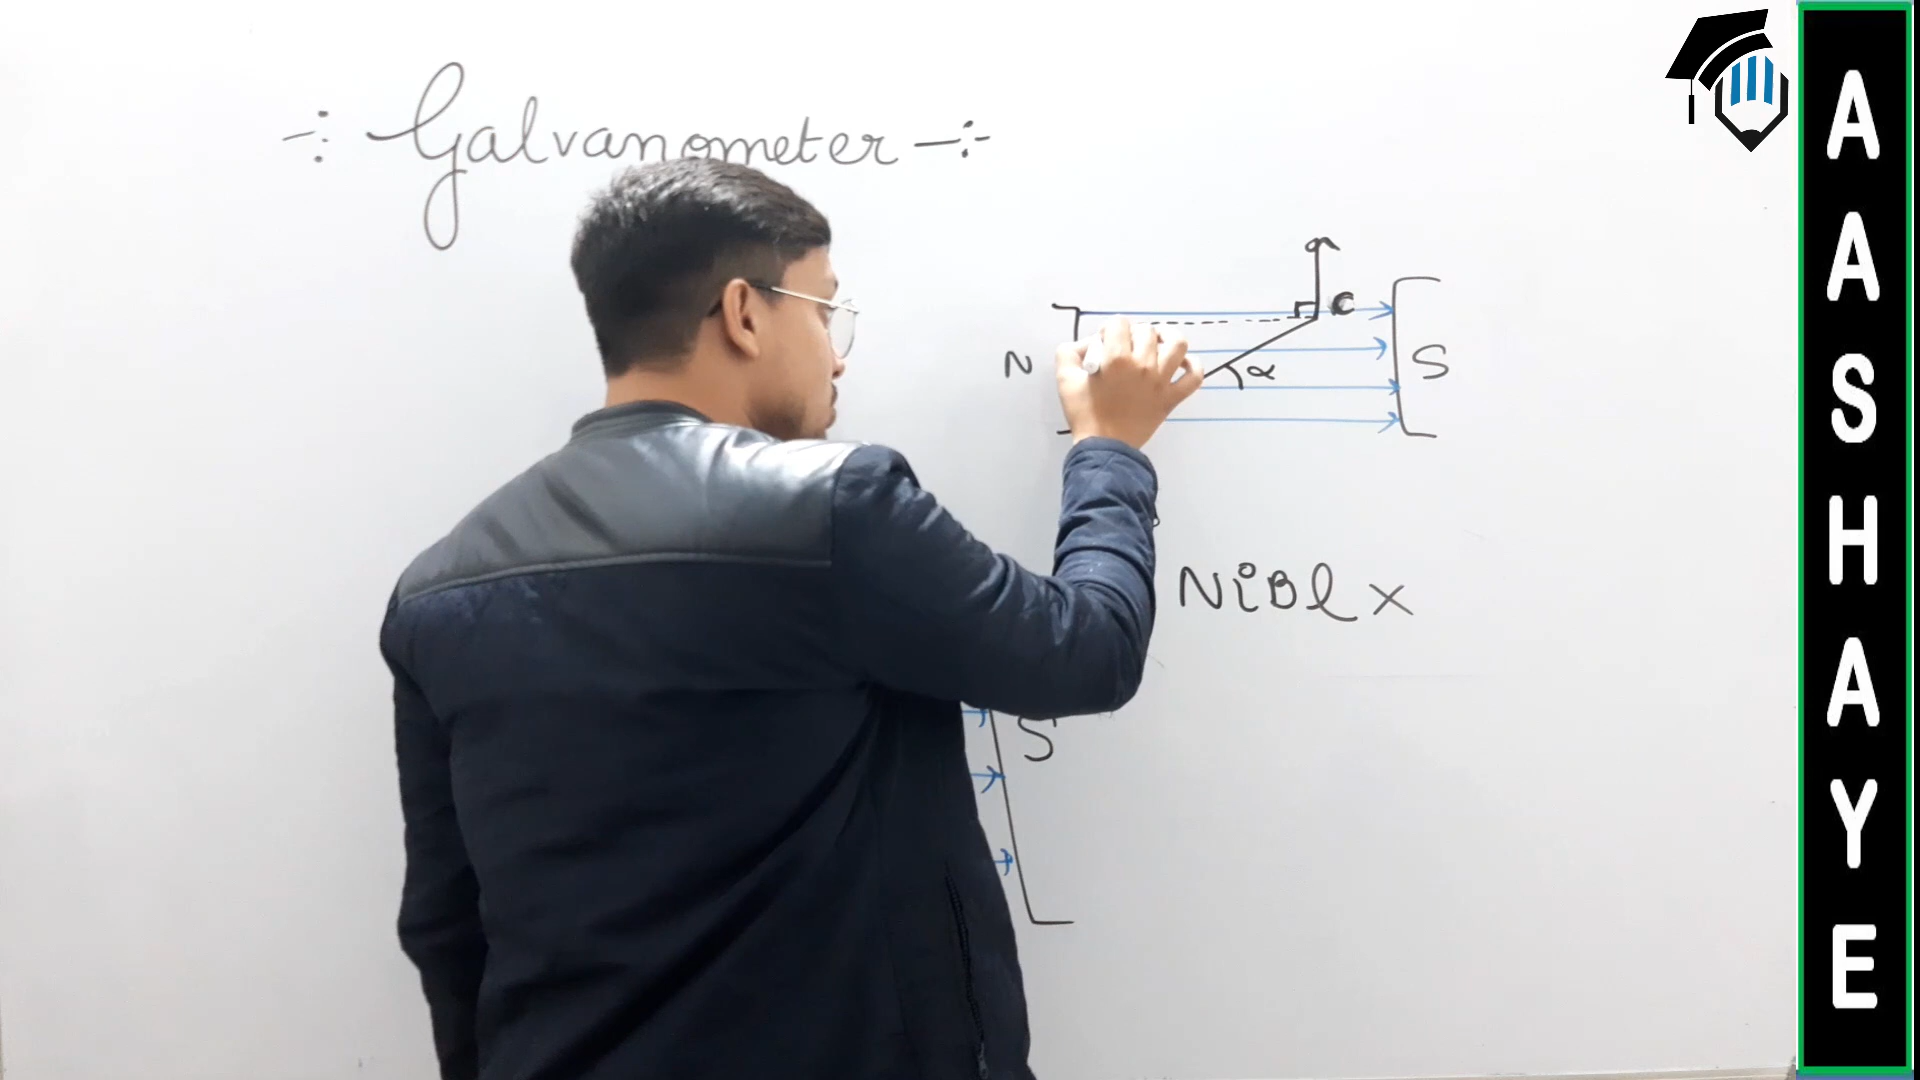 -:- Galvanometer -:-
N
C
α
S
NiBl ×
S
AASHAYE